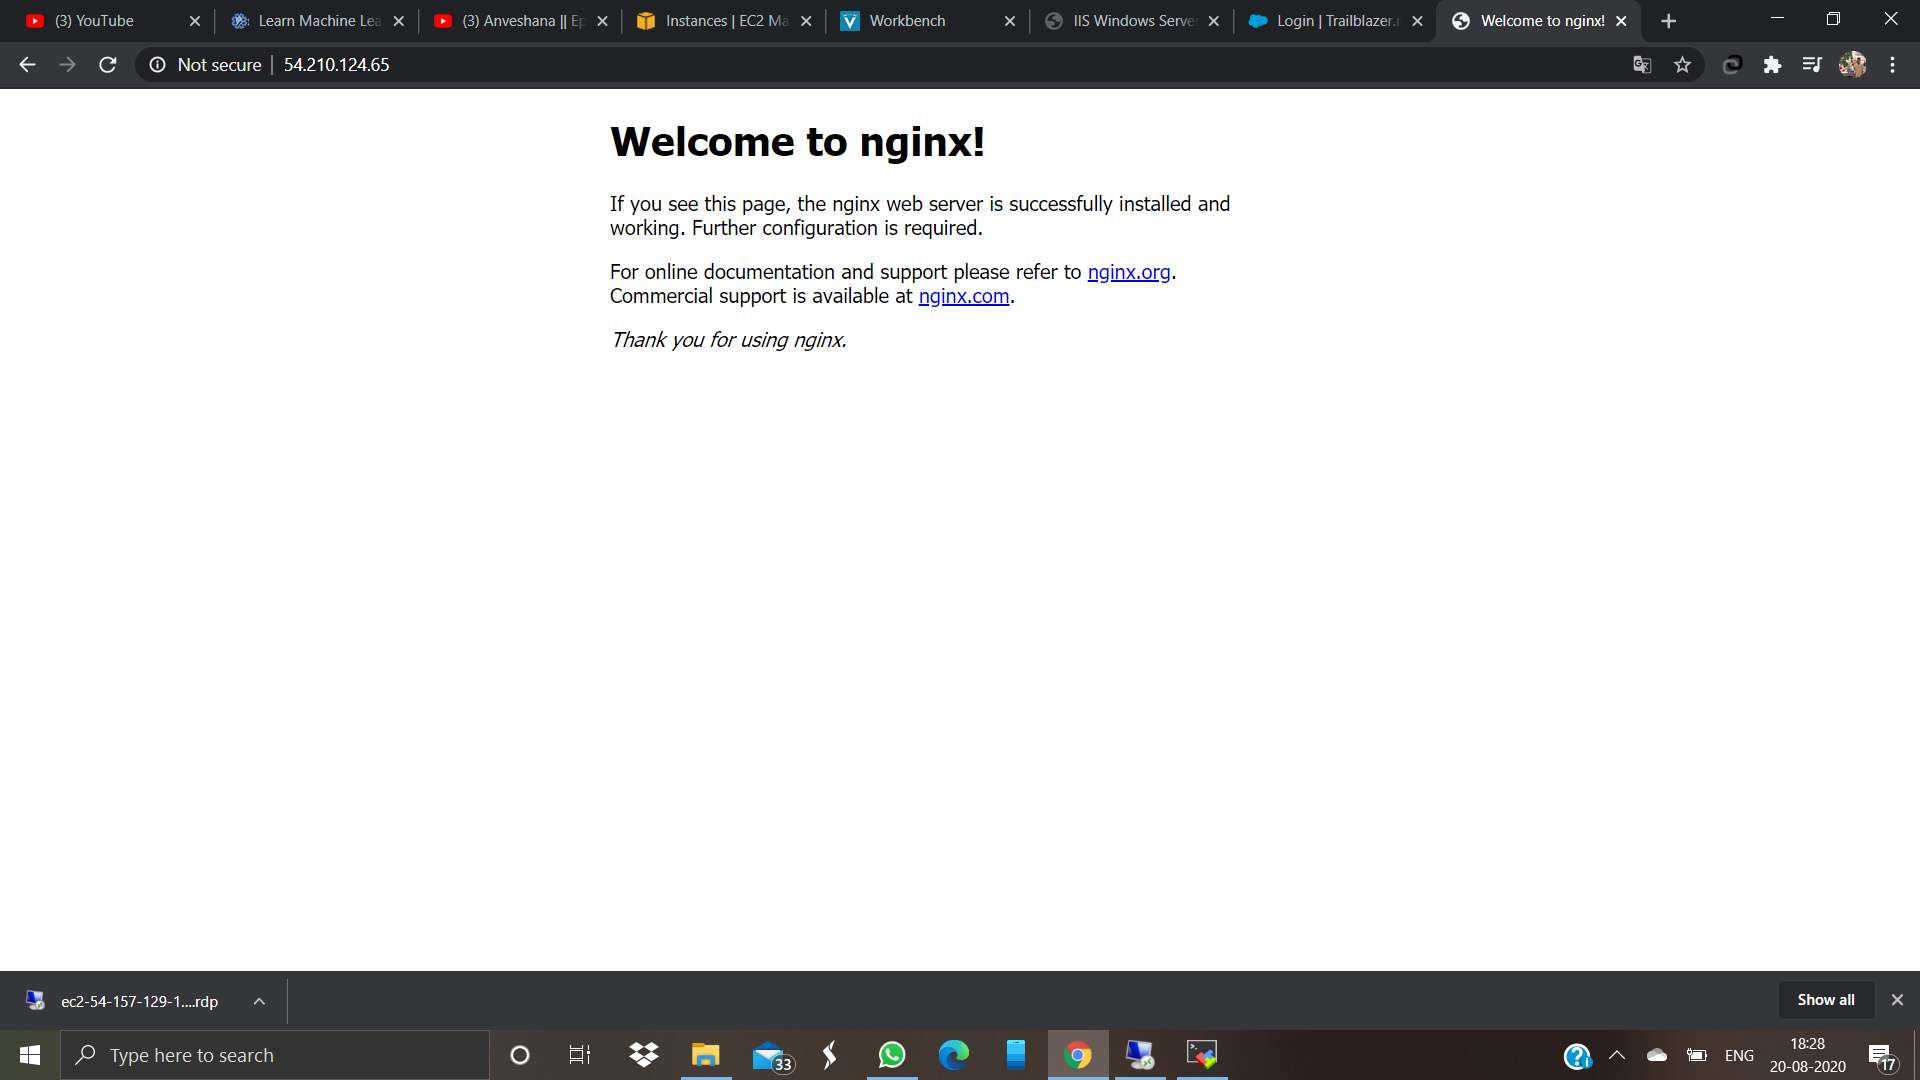 (3) YouTube
Learn Machine Lea
(3) Anveshana || Ep
Instances | EC2 Ma
Workbench
IIS Windows Serve
Login | Trailblazer.
Welcome to nginx!
Not secure
54.210.124.65
Welcome to nginx!
If you see this page, the nginx web server is successfully installed and
working. Further configuration is required.
For online documentation and support please refer to nginx.org.
Commercial support is available at nginx.com.
Thank you for using nginx.
ec2-54-157-129-1....rdp
Show all
Type here to search
33
ENG
18:28
20-08-2020
17